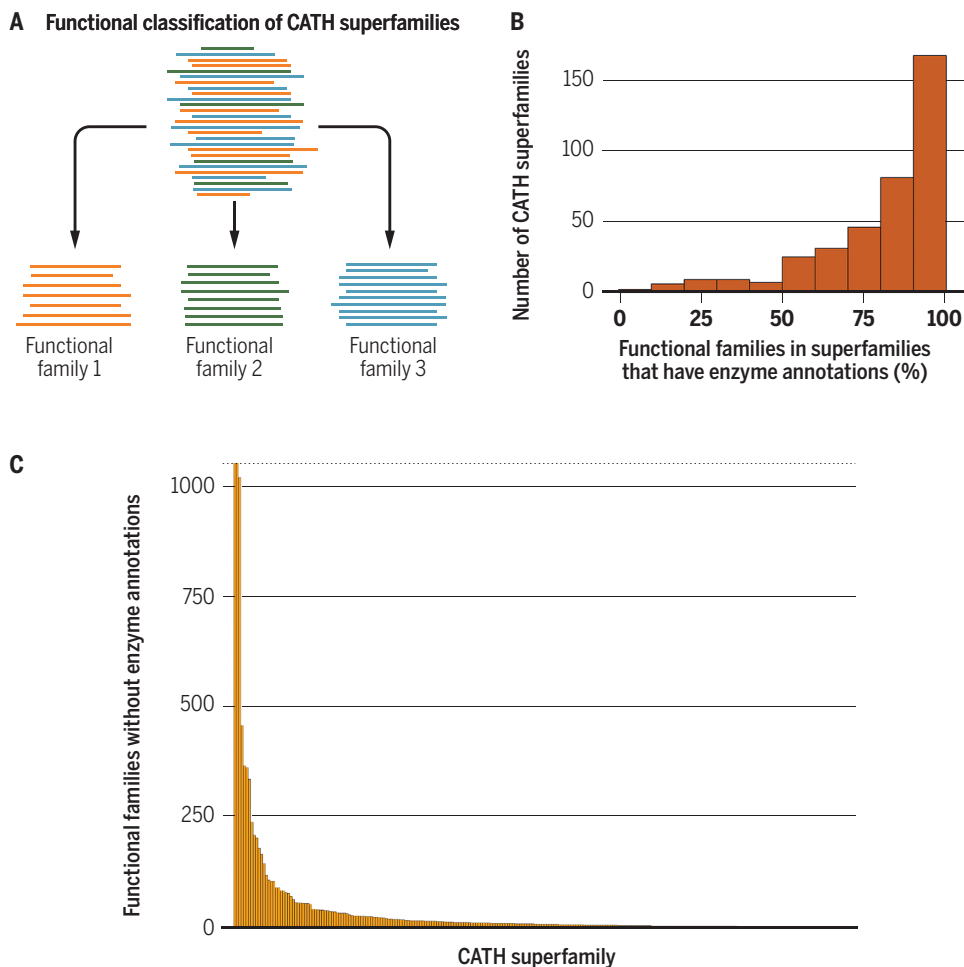 A Functional classification of CATH superfamilies
Functional
family 1
Functional
family 2
Functional
family 3
B
Number of CATH superfamilies
150
100
50
0
0 25 50 75 100
Functional families in superfamilies
that have enzyme annotations (%)
C
Functional families without enzyme annotations
1000
750
500
250
0
CATH superfamily